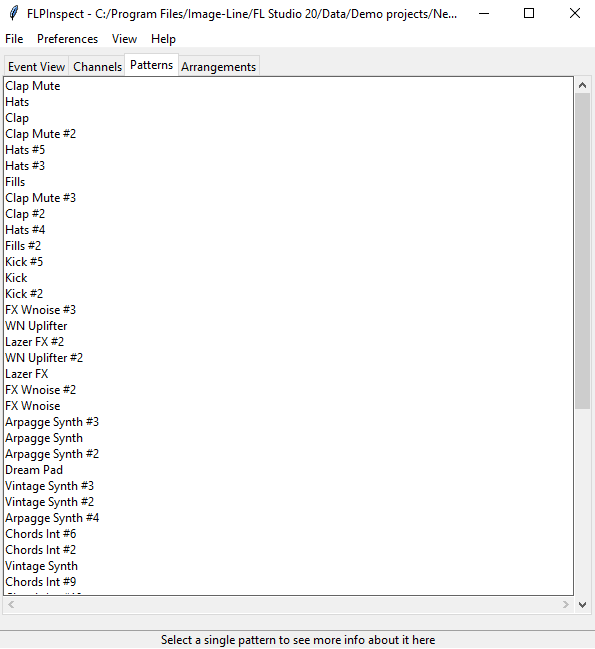 FLPInspect - C:/Program Files/Image-Line/FL Studio 20/Data/Demo projects/Ne...
File Preferences View Help
Event View Channels Patterns Arrangements
Clap Mute
Hats
Clap
Clap Mute #2
Hats #5
Hats #3
Fills
Clap Mute #3
Clap #2
Hats #4
Fills #2
Kick #5
Kick
Kick #2
FX Wnoise #3
WN Uplifter
Lazer FX #2
WN Uplifter #2
Lazer FX
FX Wnoise #2
FX Wnoise
Arpagge Synth #3
Arpagge Synth
Arpagge Synth #2
Dream Pad
Vintage Synth #3
Vintage Synth #2
Arpagge Synth #4
Chords Int #6
Chords Int #2
Vintage Synth
Chords Int #9
Select a single pattern to see more info about it here